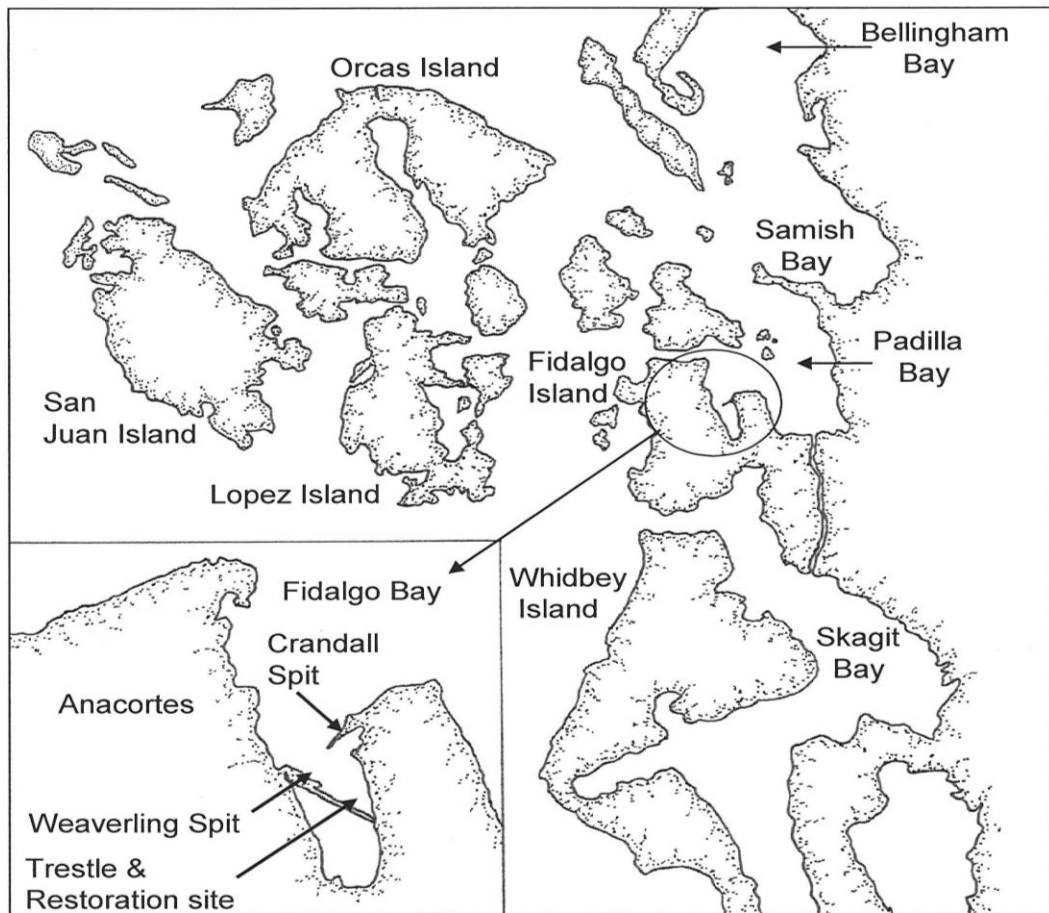 Bellingham
Bay
Orcas Island
Samish
Bay
Padilla
Bay
Fidalgo
Island
San
Juan Island
Lopez Island
Whidbey
Island
Skagit
Bay
Fidalgo Bay
Crandall
Spit
Anacortes
Weaverling Spit
Trestle &
Restoration site